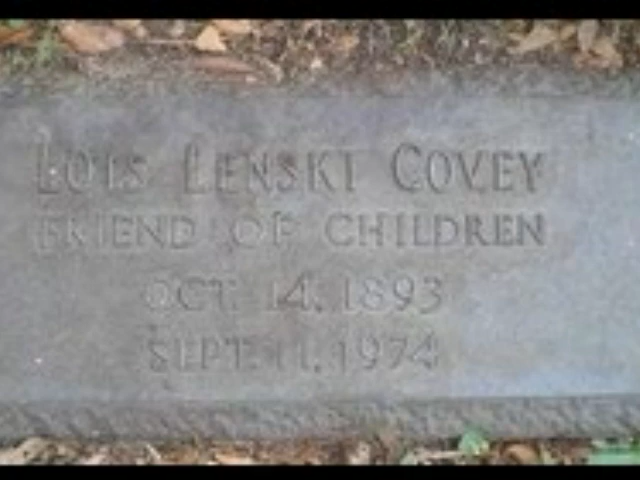 LOIS LENSKI COVEY
FRIEND OF CHILDREN
OCT. 14, 1893
SEPT. 11, 1974